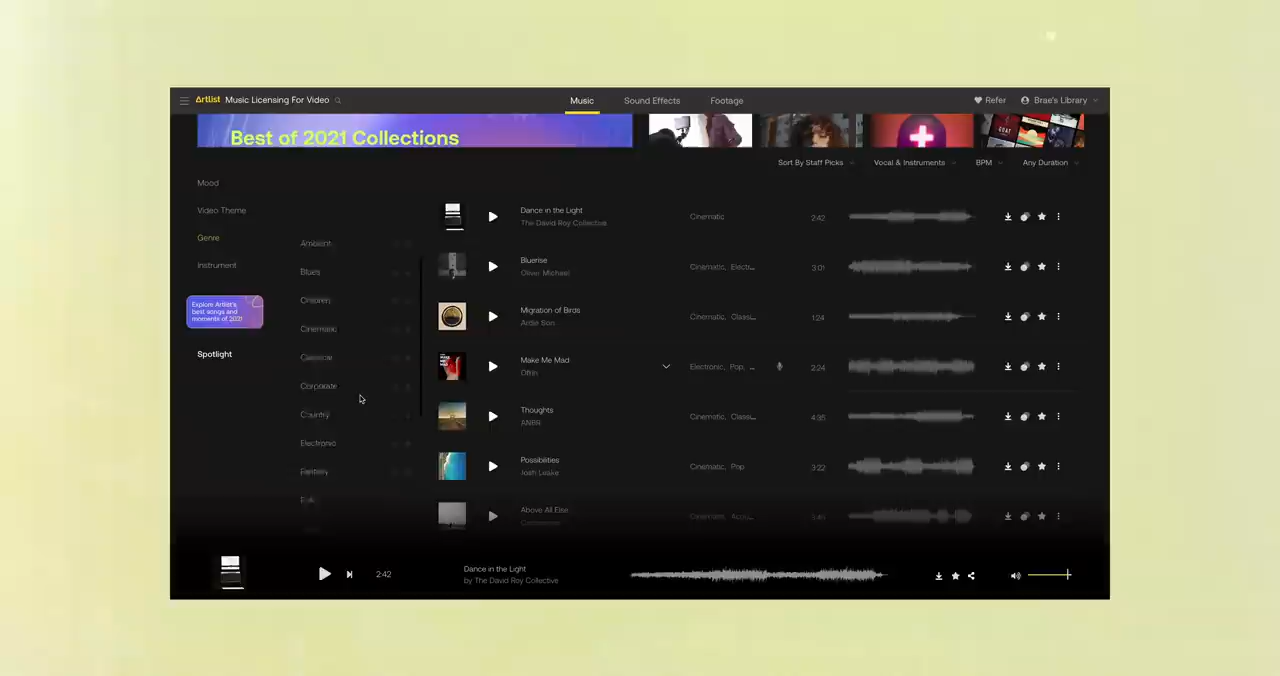 Artlist Music Licensing For Video
Music Sound Effects Footage
Refer Brae's Library
Best of 2021 Collections
Sort By Staff Picks Vocal & Instruments BPM Any Duration
Mood
Video Theme
Genre
Instrument
Explore Artlist's
best songs and
moments of 2021
Spotlight
Ambient
Blues
Children
Cinematic
Classical
Corporate
Country
Electronic
Fantasy
Folk
Dance in the Light
The David Roy Collective
Cinematic
2:42
Bluerise
Oliver Michael
Cinematic, Electr...
3:01
Migration of Birds
Ardie Son
Cinematic, Classi...
1:24
Make Me Mad
Ofrin
Electronic, Pop, ...
2:24
Thoughts
ANBR
Cinematic, Classi...
4:35
Possibilities
Josh Leake
Cinematic, Pop
3:22
Above All Else
Cinematic, Acou...
2:42
Dance in the Light
by The David Roy Collective